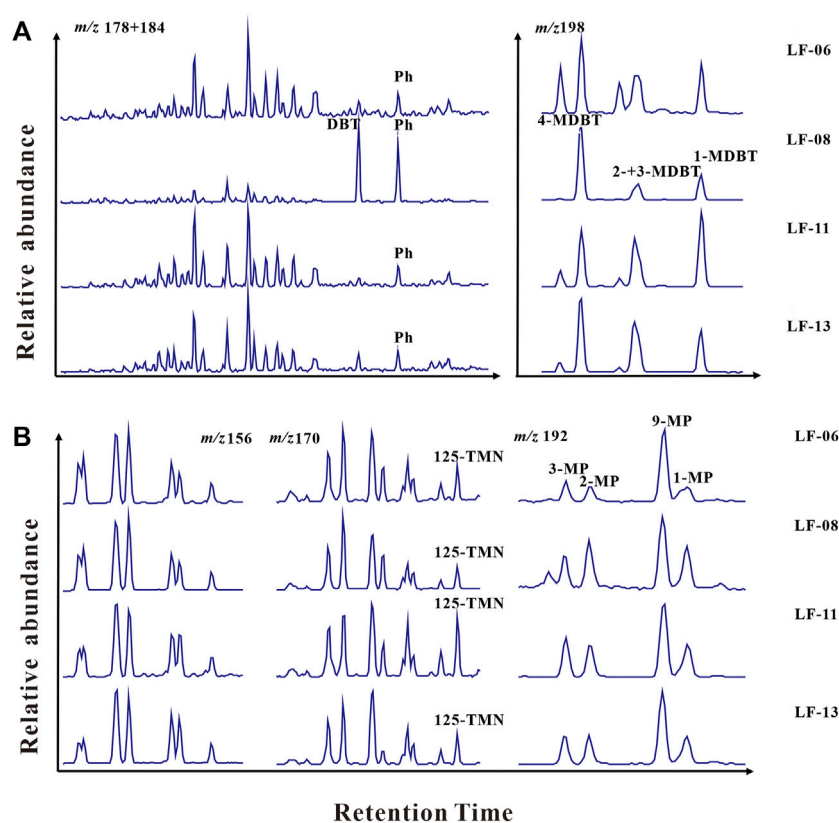 A
m/z 178+184
m/z198
LF-06
Ph
4-MDBT
DBT
Ph
LF-08
2-+3-MDBT
1-MDBT
LF-11
Ph
LF-13
Ph
Relative abundance
B
m/z156
m/z170
m/z 192
9-MP
LF-06
125-TMN
3-MP
2-MP
1-MP
LF-08
125-TMN
125-TMN
LF-11
LF-13
125-TMN
Relative abundance
Retention Time